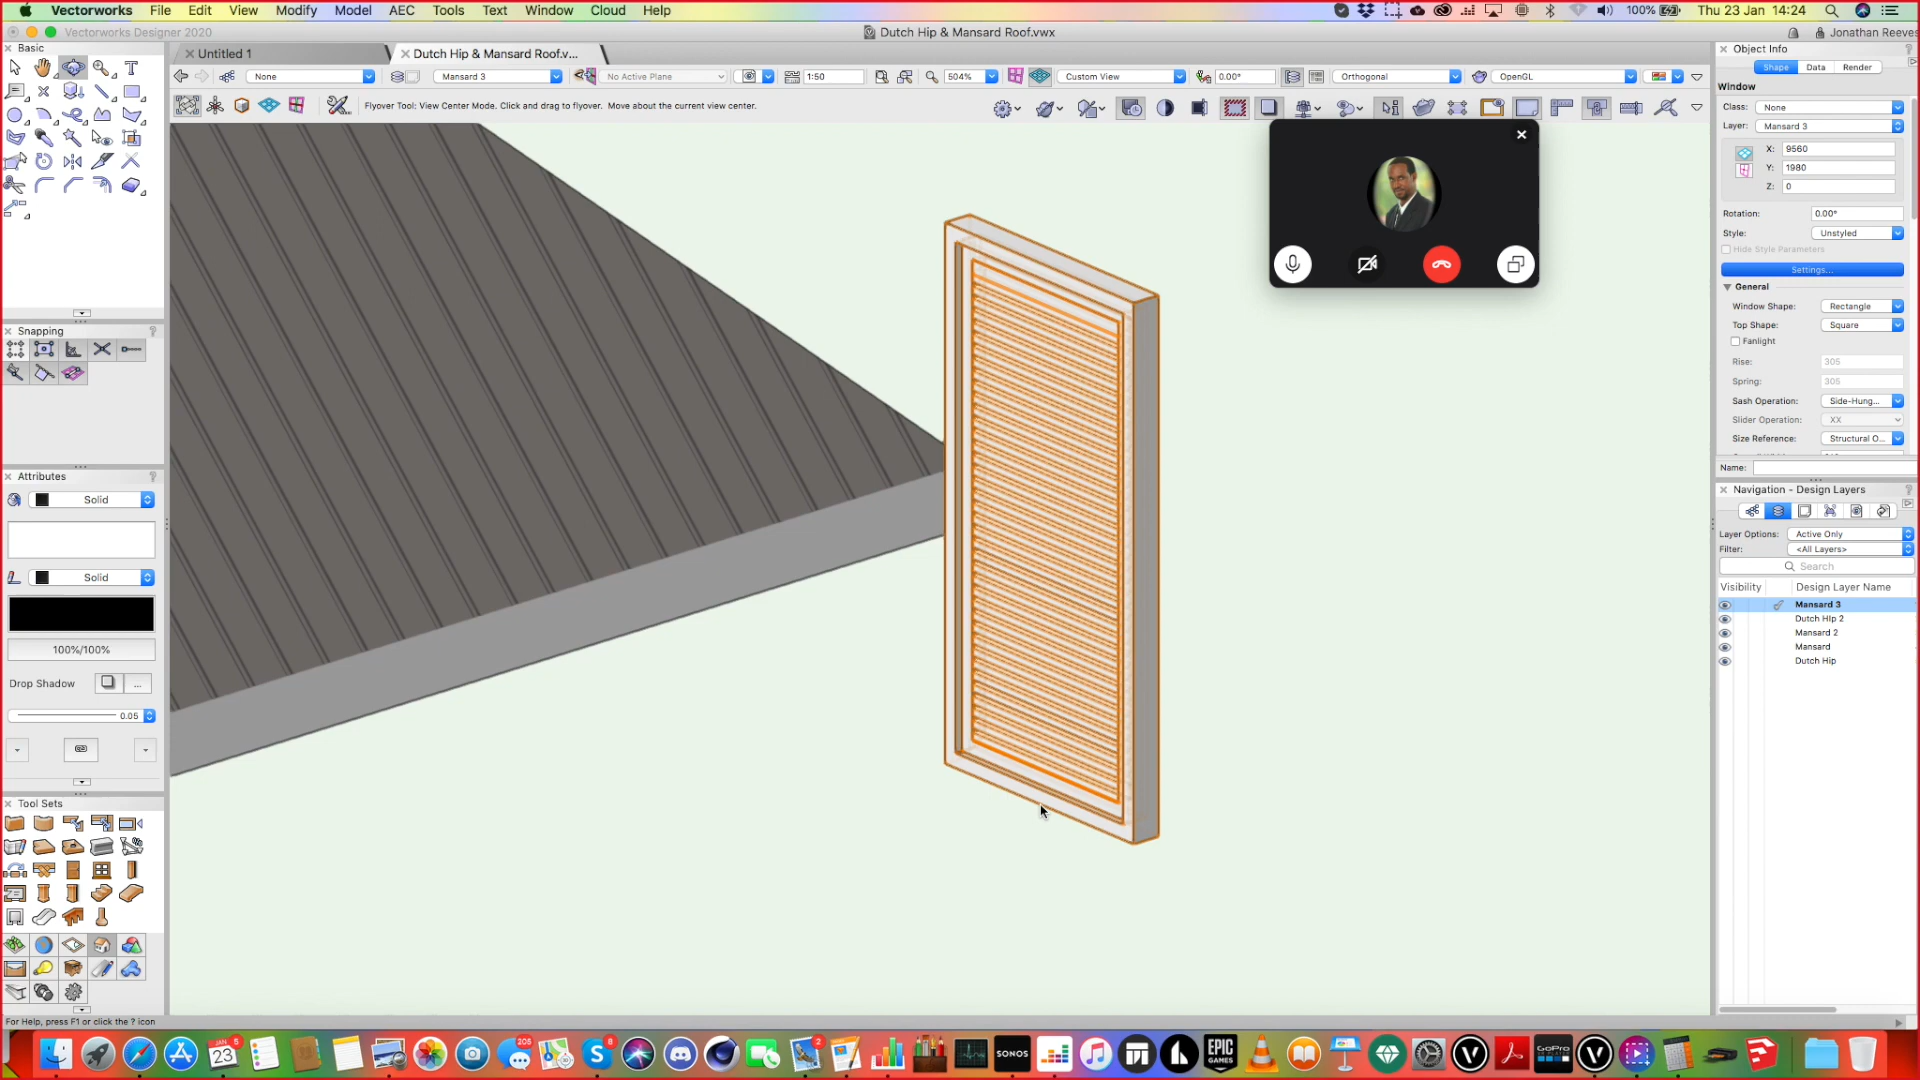 Vectorworks File Edit View Modify Model AEC Tools Text Window Cloud Help 100% Thu 23 Jan 14:24
Vectorworks Designer 2020 Dutch Hip & Mansard Roof.vwx Jonathan Reeves
Basic
Untitled 1 Dutch Hip & Mansard Roof.v...
None Mansard 3 No Active Plane 1:50 504% Custom View 0.00° Orthogonal OpenGL
Flyover Tool: View Center Mode. Click and drag to flyover. Move about the current view center.
Snapping
Attributes
Solid
Solid
100%/100%
Drop Shadow ...
0.05
Tool Sets
For Help, press F1 or click the ? icon
Object Info
Shape Data Render
Window
Class: None
Layer: Mansard 3
X: 9560
Y: 1980
Z: 0
Rotation: 0.00°
Style: Unstyled
Hide Style Parameters
Settings...
General
Window Shape: Rectangle
Top Shape: Square
Fanlight
Rise: 305
Spring: 305
Sash Operation: Side-Hung...
Slider Operation: XX
Size Reference: Structural O...
Name:
Navigation - Design Layers
Layer Options: Active Only
Filter: <All Layers>
Search
Visibility Design Layer Name
Mansard 3
Dutch HIp 2
Mansard 2
Mansard
Dutch Hip
JAN
23
5
205
8
2
SONOS
EPIC
GAMES
GoPro